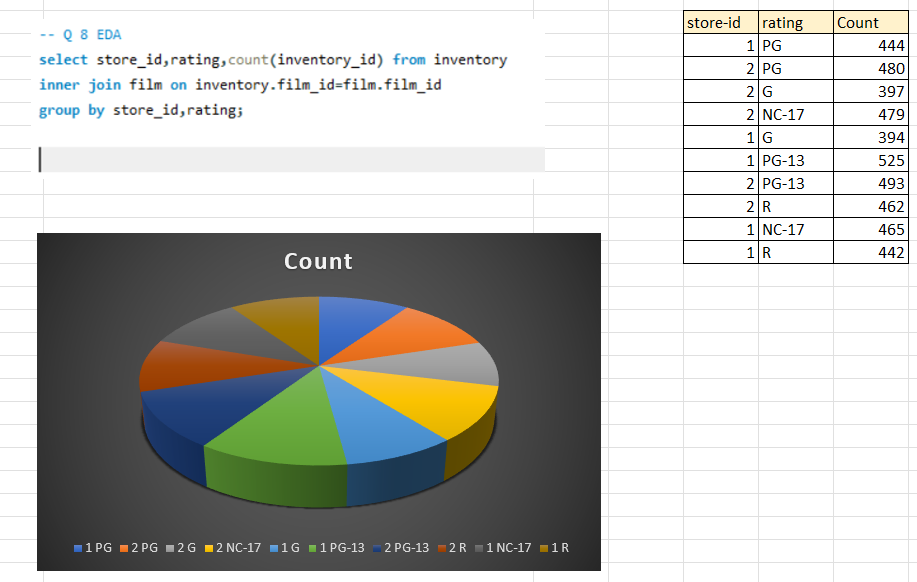 -- Q 8 EDA
select store_id,rating,count(inventory_id) from inventory
inner join film on inventory.film_id=film.film_id
group by store_id,rating;
store-id rating Count
1 PG 444
2 PG 480
2 G 397
2 NC-17 479
1 G 394
1 PG-13 525
2 PG-13 493
2 R 462
1 NC-17 465
1 R 442
Count
1 PG 2 PG 2 G 2 NC-17 1 G 1 PG-13 2 PG-13 2 R 1 NC-17 1 R